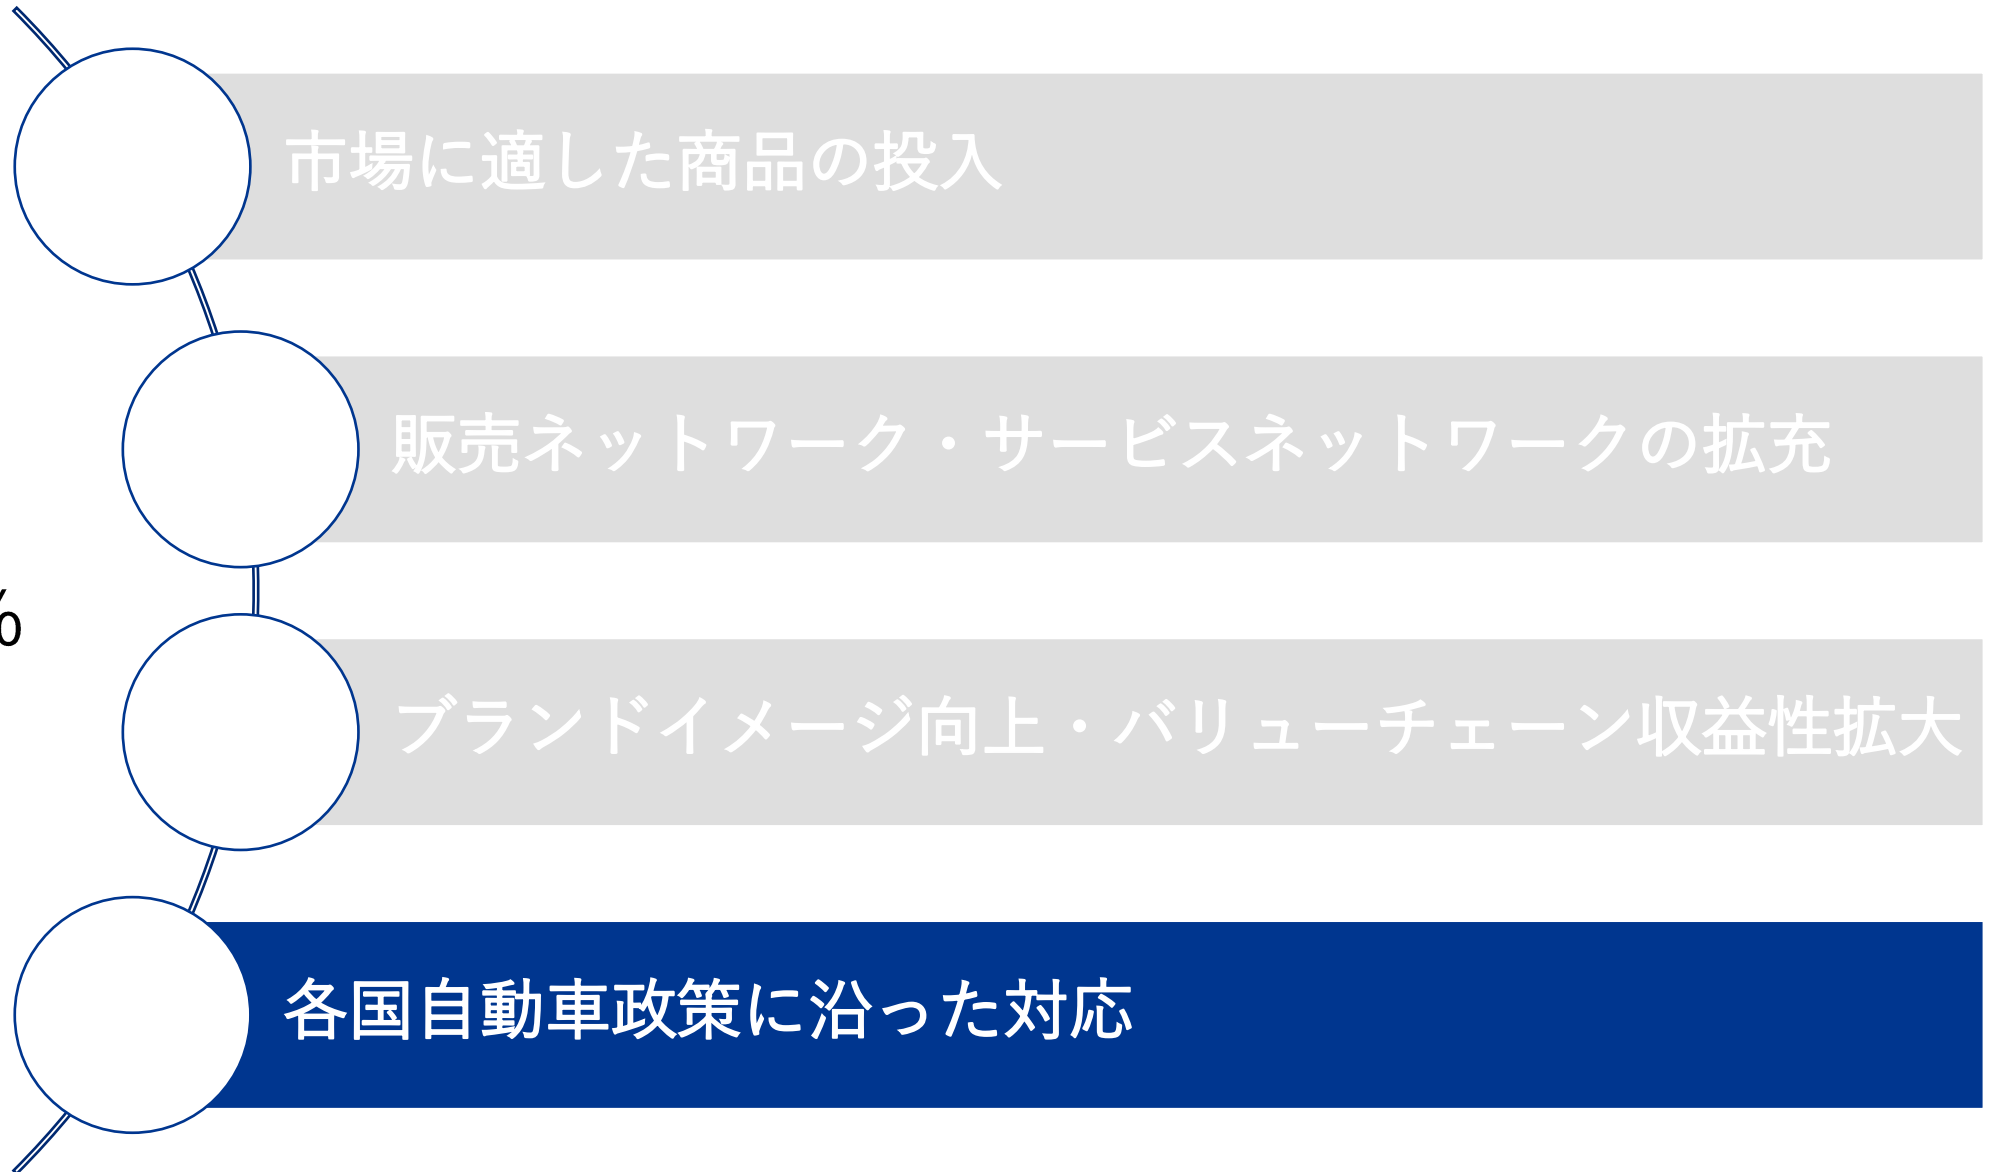 市場に適した商品の投入
販売ネットワーク・サービスネットワークの拡充
%
ブランドイメージ向上・バリューチェーン収益性拡大
各国自動車政策に沿った対応